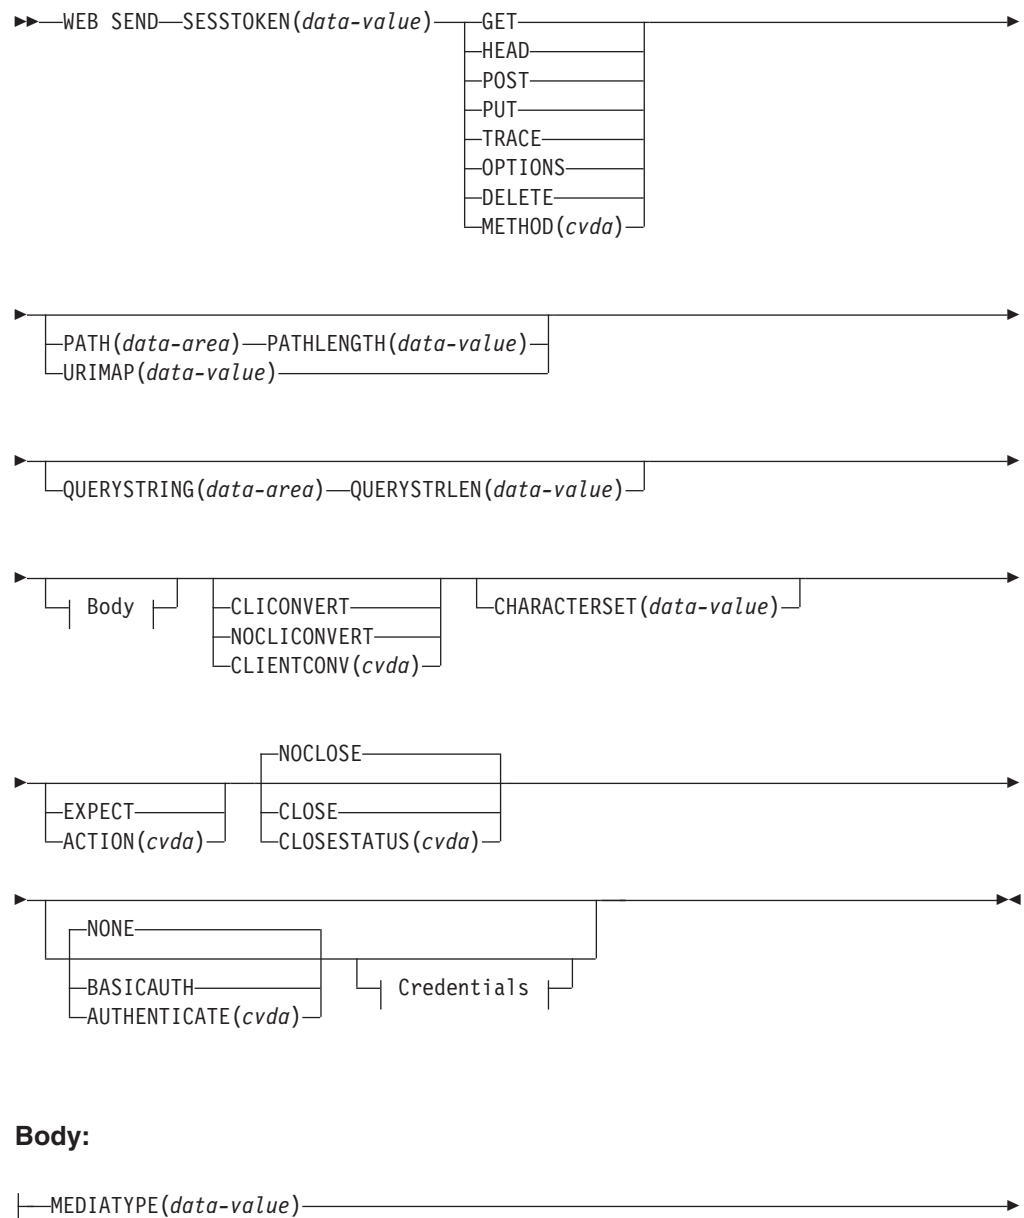 WEB SEND SESSTOKEN(data-value) GET
HEAD
POST
PUT
TRACE
OPTIONS
DELETE
METHOD(cvda)
PATH(data-area) PATHLENGTH(data-value)
URIMAP(data-value)
QUERYSTRING(data-area) QUERYSTRLEN(data-value)
Body CLICONVERT CHARACTERSET(data-value)
NOCLICONVERT
CLIENTCONV(cvda)
NOCLOSE
EXPECT CLOSE
ACTION(cvda) CLOSESTATUS(cvda)
NONE
BASICAUTH Credentials
AUTHENTICATE(cvda)
Body:
MEDIATYPE(data-value)